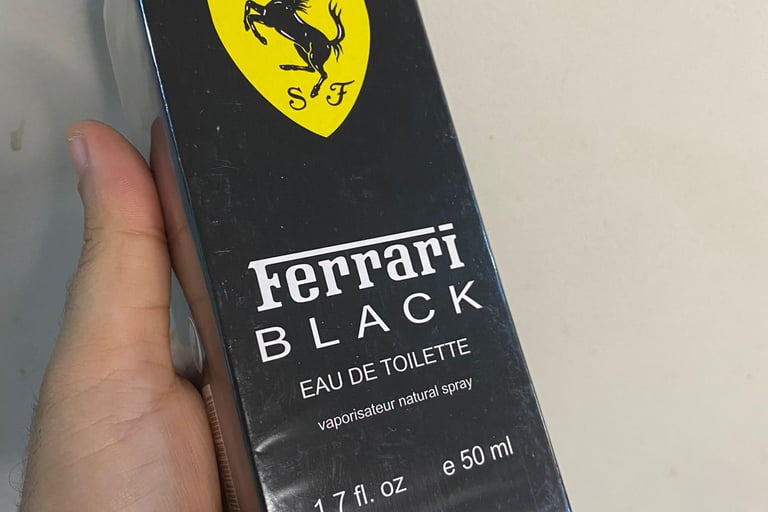 S F
Ferrari
BLACK
EAU DE TOILETTE
vaporisateur natural spray
1.7 fl. oz e 50 ml